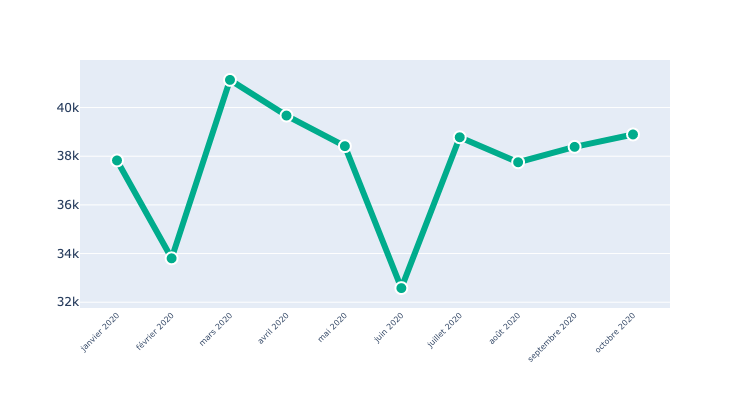 40k
38k
36k
34k
32k
janvier 2020
février 2020
mars 2020
avril 2020
mai 2020
juin 2020
juillet 2020
août 2020
septembre 2020
octobre 2020